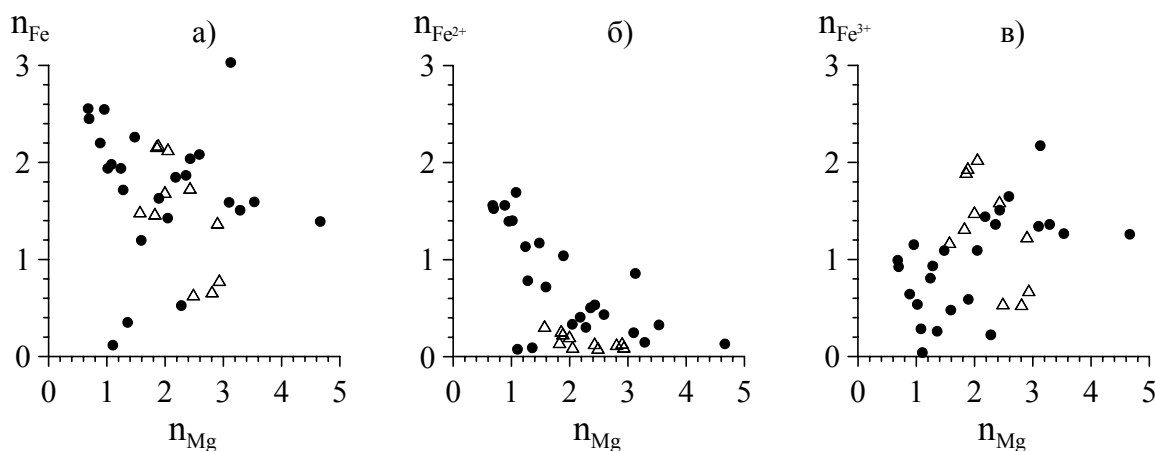 n_Fe а) n_Fe²⁺ б) n_Fe³⁺ в)
3 3 3
2 2 2
1 1 1
0 0 0
0 1 2 3 4 5 0 1 2 3 4 5 0 1 2 3 4 5
n_Mg n_Mg n_Mg